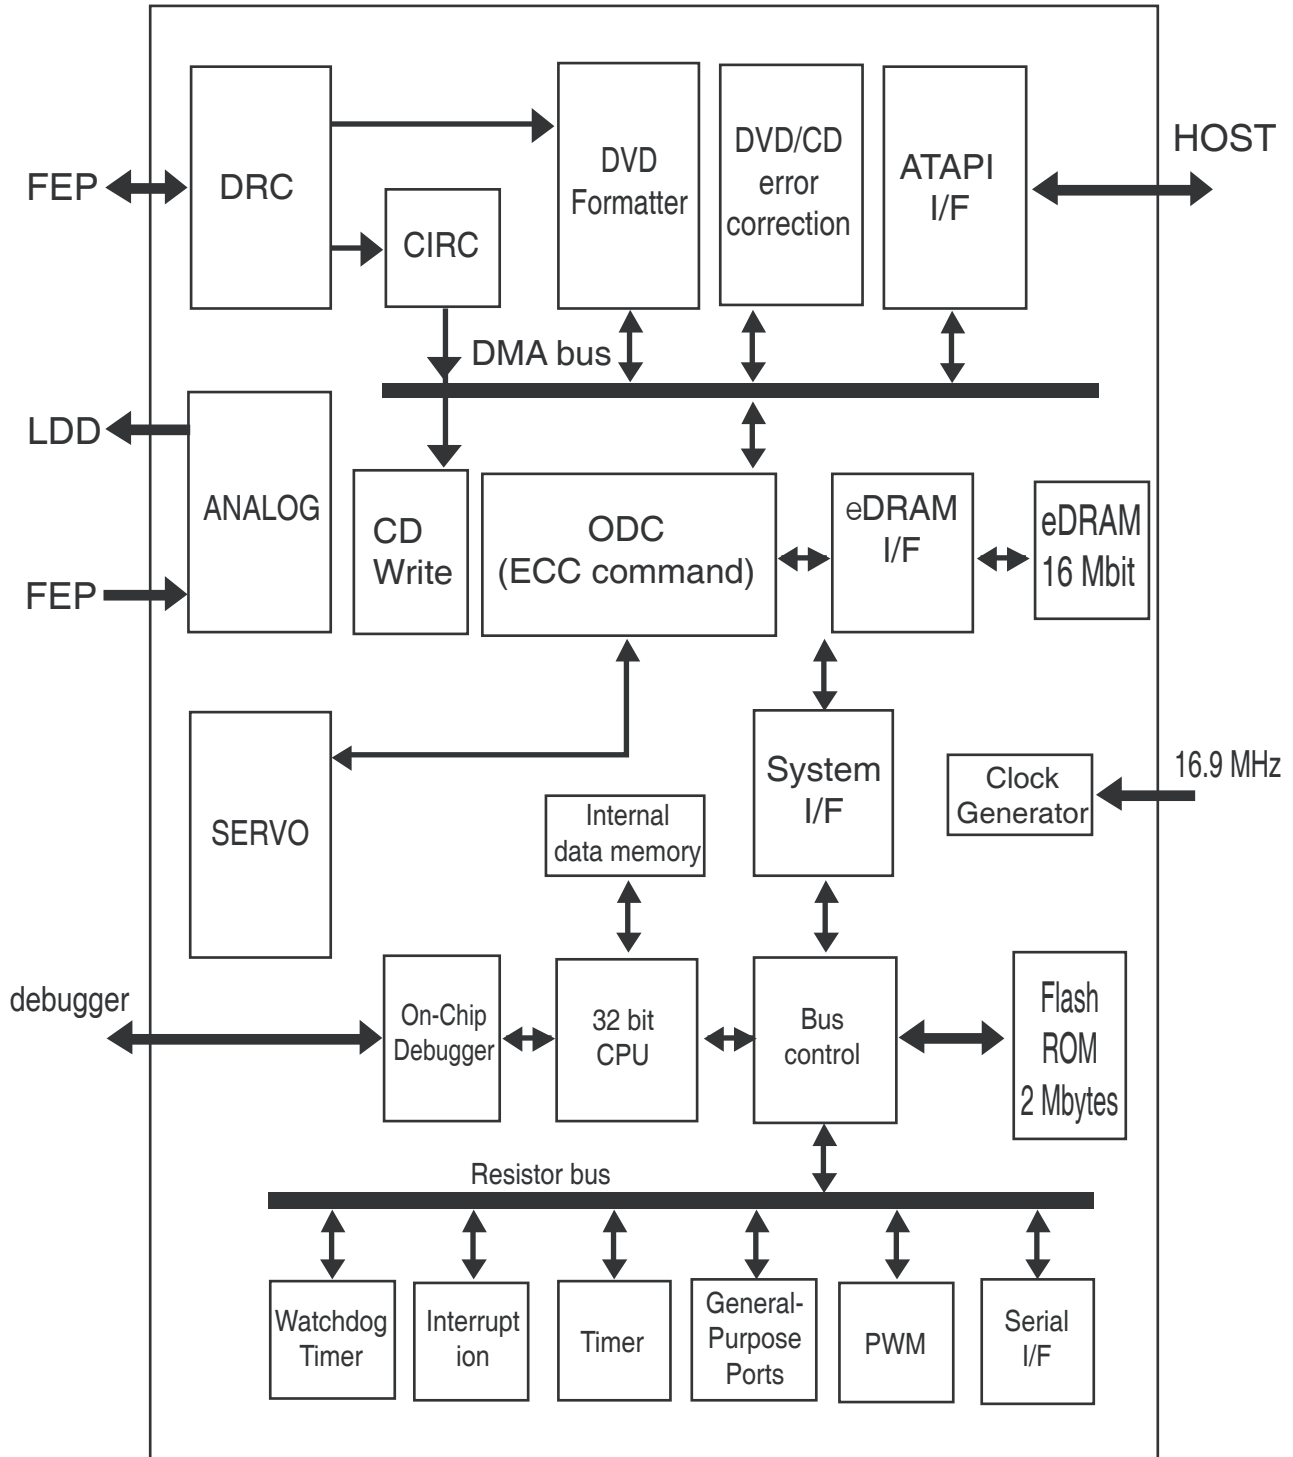 FEP
DRC
CIRC
DVD
Formatter
DVD/CD
error
correction
ATAPI
I/F
HOST
DMA bus
LDD
ANALOG
FEP
CD
Write
ODC
(ECC command)
eDRAM
I/F
eDRAM
16 Mbit
SERVO
System
I/F
Clock
Generator
16.9 MHz
Internal
data memory
debugger
On-Chip
Debugger
32 bit
CPU
Bus
control
Flash
ROM
2 Mbytes
Resistor bus
Watchdog
Timer
Interrupt
ion
Timer
General-
Purpose
Ports
PWM
Serial
I/F